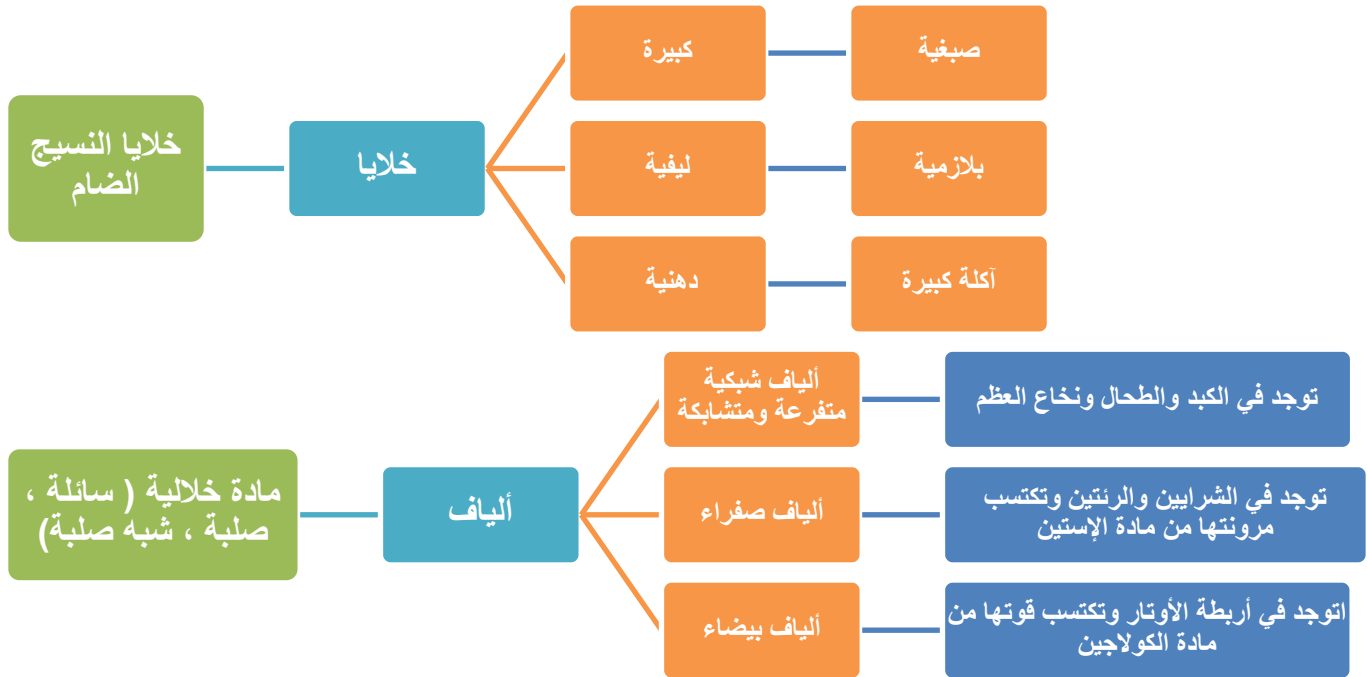 خلايا النسيج
الضام
خلايا
كبيرة
صبغية
ليفية
بلازمية
دهنية
آكلة كبيرة
مادة خلالية ( سائلة ،
صلبة ، شبه صلبة)
ألياف
ألياف شبكية
متفرعة ومتشابكة
توجد في الكبد والطحال ونخاع العظم
ألياف صفراء
توجد في الشرايين والرئتين وتكتسب
مرونتها من مادة الإستين
ألياف بيضاء
اتوجد في أربطة الأوتار وتكتسب قوتها من
مادة الكولاجين